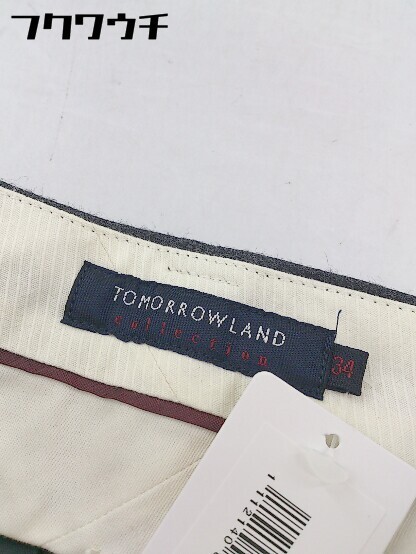 フクワウチ
TOMORROWLAND
collection
34